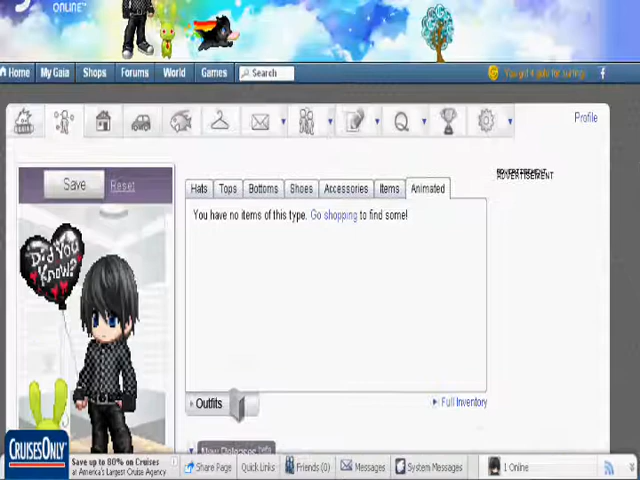 ONLINE™
Home My Gaia Shops Forums World Games Search
Profile
Save Reset
Hats Tops Bottoms Shoes Accessories Items Animated
ADVERTISEMENT
You have no items of this type. Go shopping to find some!
Did You
Know?
Outfits
Full Inventory
New Releases
CRUISESONLY
Save up to 80% on Cruises
at America's Largest Cruise Agency
Share Page Quick Links Friends (0) Messages System Messages 1 Online